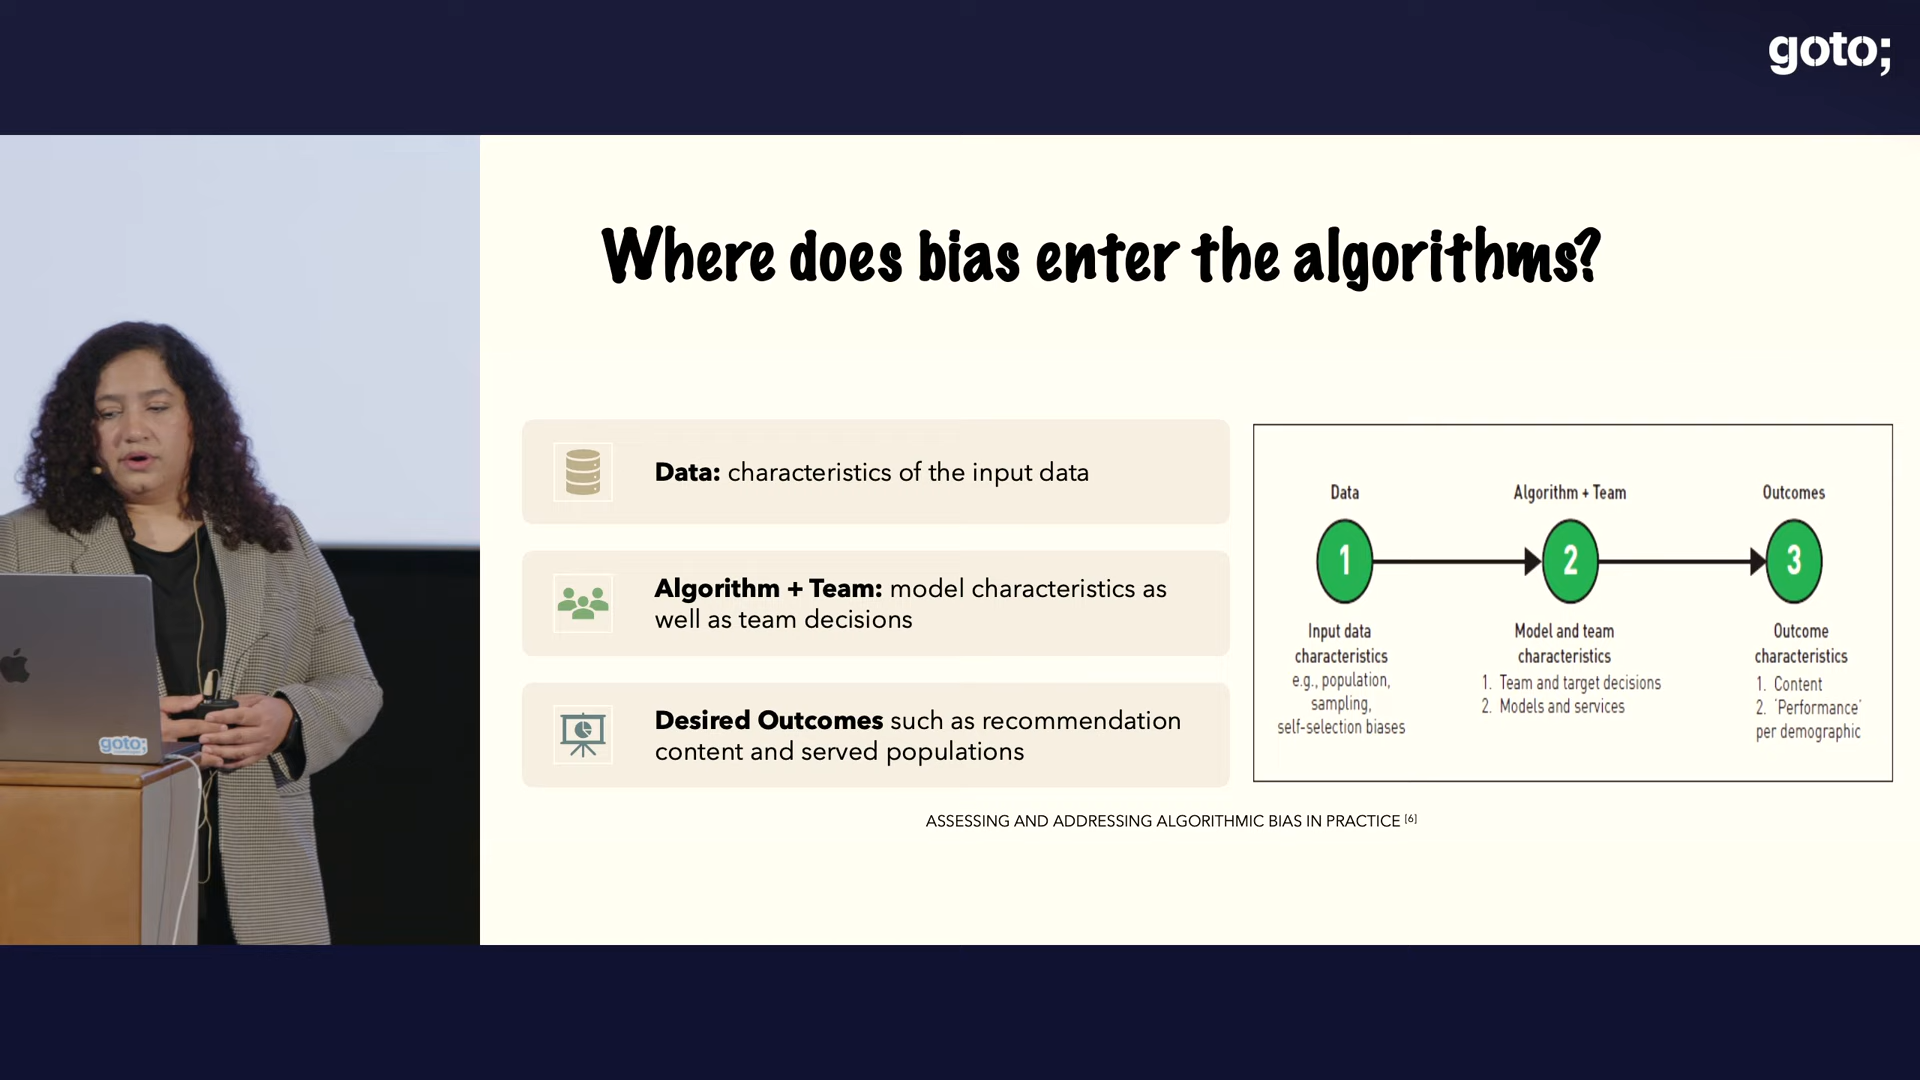 goto;
Where does bias enter the algorithms?
Data: characteristics of the input data
Algorithm + Team: model characteristics as
well as team decisions
Desired Outcomes such as recommendation
content and served populations
Data
1
Input data
characteristics
e.g., population,
sampling,
self-selection biases
Algorithm + Team
2
Model and team
characteristics
1. Team and target decisions
2. Models and services
Outcomes
3
Outcome
characteristics
1. Content
2. 'Performance'
per demographic
ASSESSING AND ADDRESSING ALGORITHMIC BIAS IN PRACTICE [6]
goto;